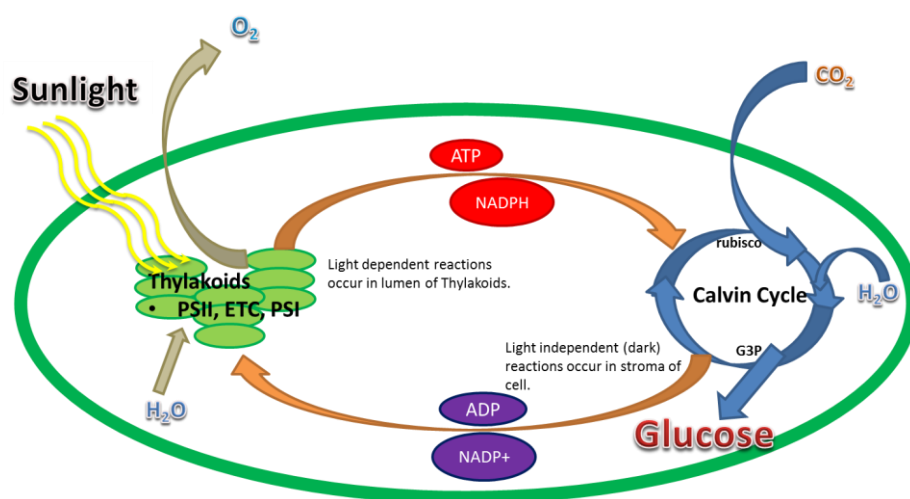 O₂
Sunlight
CO₂
ATP
NADPH
rubisco
Light dependent reactions
occur in lumen of Thylakoids.
Thylakoids
• PSII, ETC, PSI
Calvin Cycle
H₂O
G3P
Light independent (dark)
reactions occur in stroma of
cell.
H₂O
ADP
Glucose
NADP+